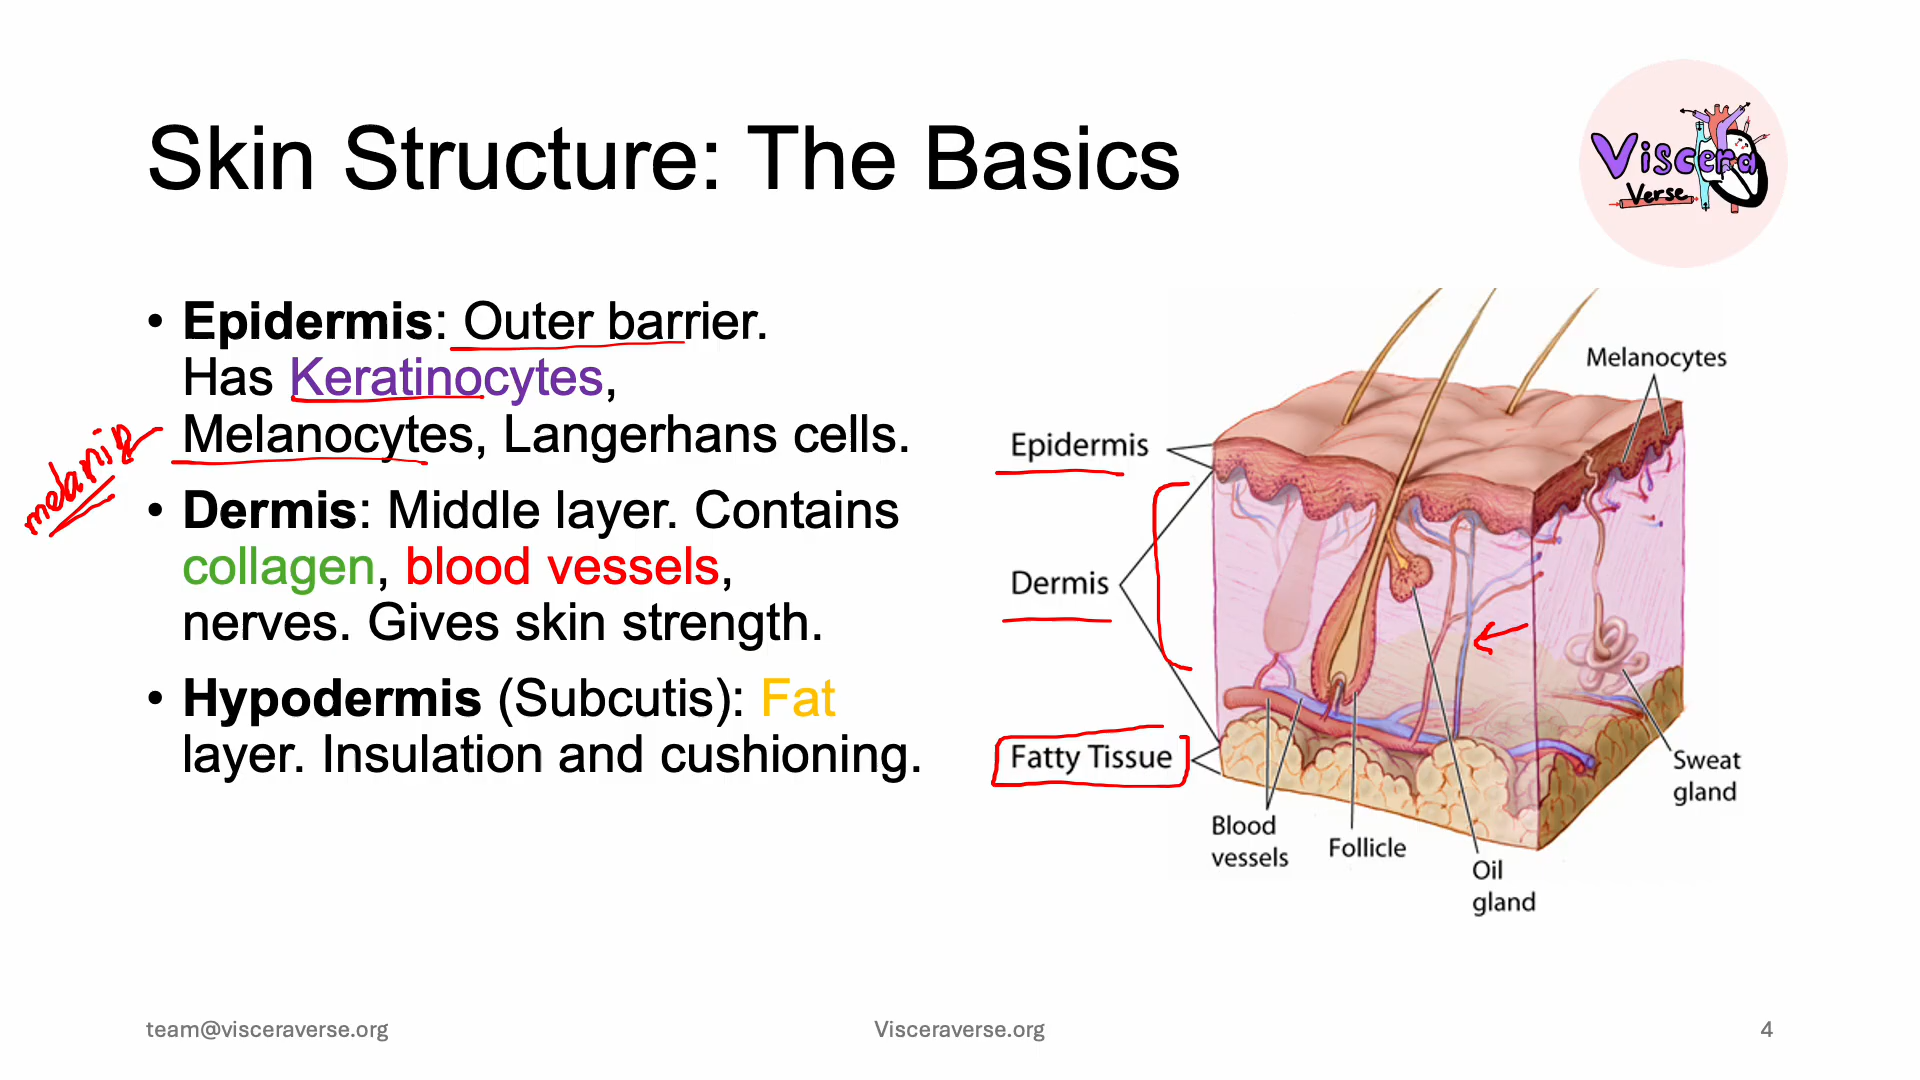 Skin Structure: The Basics
Viscera
Verse
• Epidermis: Outer barrier.
Has Keratinocytes,
Melanocytes, Langerhans cells.
• Dermis: Middle layer. Contains
collagen, blood vessels,
nerves. Gives skin strength.
• Hypodermis (Subcutis): Fat
layer. Insulation and cushioning.
Melanocytes
Epidermis
Dermis
Fatty Tissue
Blood
vessels
Follicle
Oil
gland
Sweat
gland
team@visceraverse.org
Visceraverse.org
4